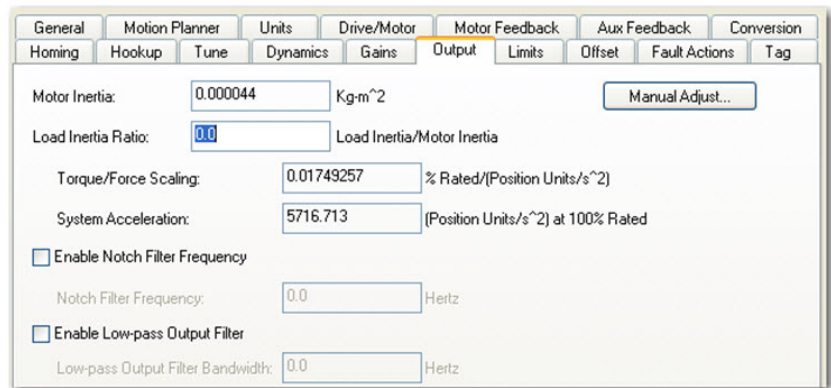 General Motion Planner Units Drive/Motor Motor Feedback Aux Feedback Conversion
Homing Hookup Tune Dynamics Gains Output Limits Offset Fault Actions Tag
Motor Inertia: 0.000044 Kg-m^2 Manual Adjust...
Load Inertia Ratio: 0.0 Load Inertia/Motor Inertia
Torque/Force Scaling: 0.01749257 % Rated/(Position Units/s^2)
System Acceleration: 5716.713 (Position Units/s^2) at 100% Rated
Enable Notch Filter Frequency
Notch Filter Frequency: 0.0 Hertz
Enable Low-pass Output Filter
Low-pass Output Filter Bandwidth: 0.0 Hertz